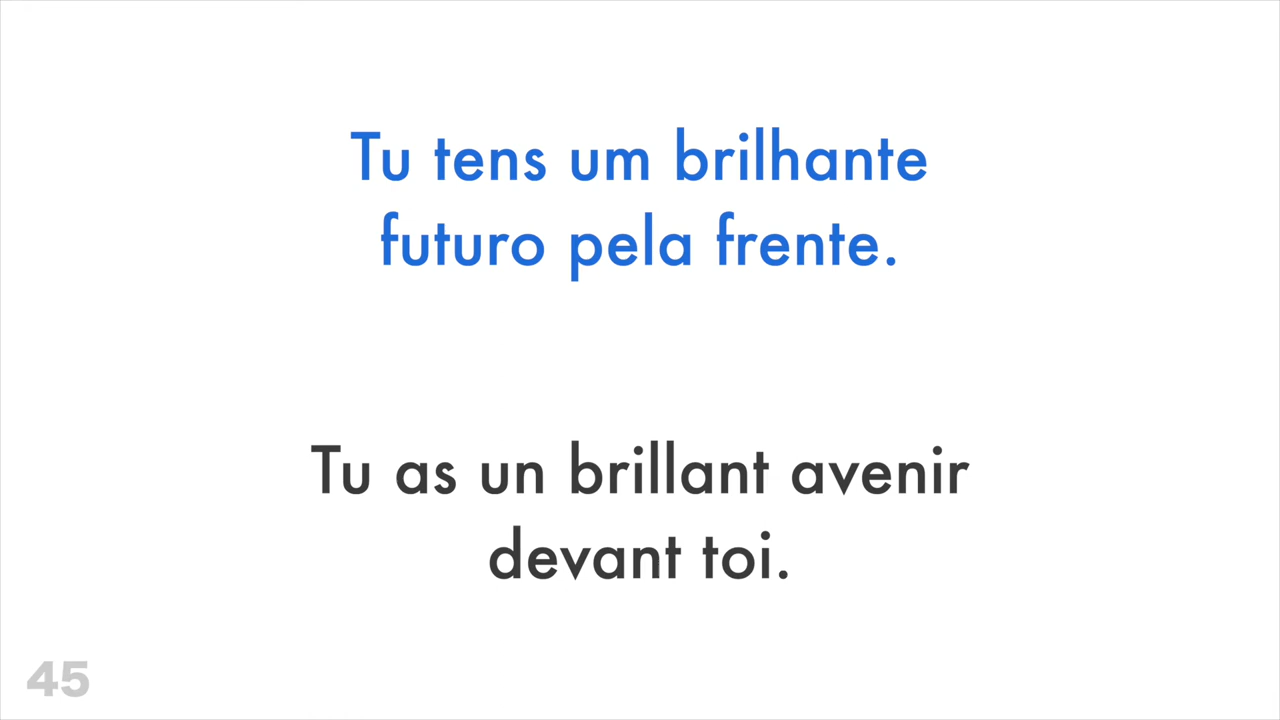 Tu tens um brilhante
futuro pela frente.
Tu as un brillant avenir
devant toi.
45